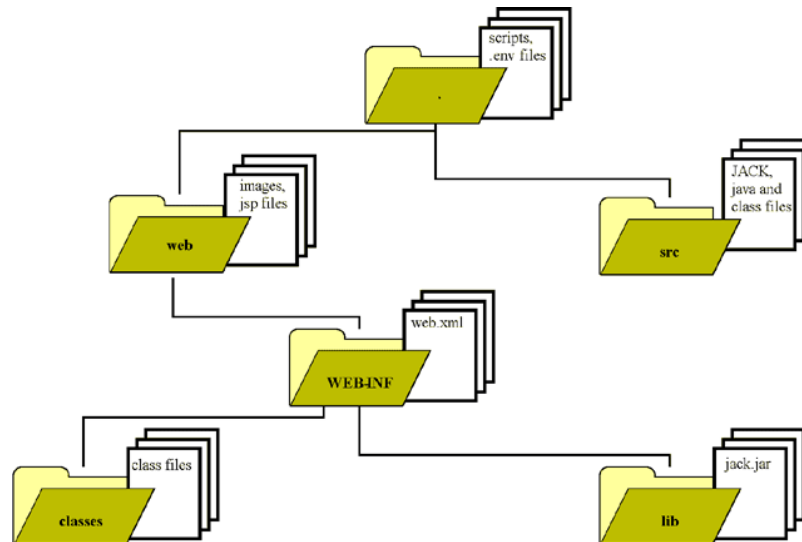 scripts,
.env files
.
images,
jsp files
web
JACK,
java and
class files
src
web.xml
WEB-INF
class files
classes
jack.jar
lib